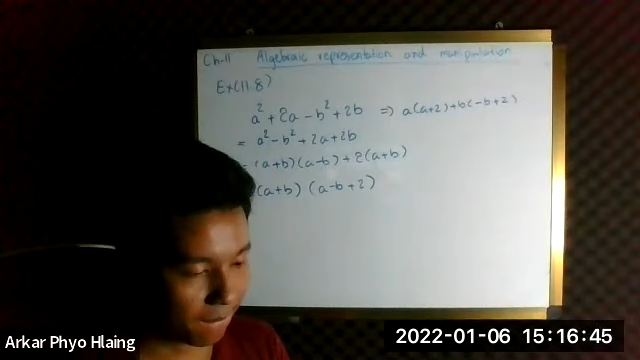 Ch-11 Algebraic representation and manipulation
Ex(11.8)
a² + 2a - b² + 2b ⇒ a(a+2)+b(-b+2)
= a² - b² + 2a + 2b
= (a+b)(a-b) + 2(a+b)
(a+b) (a-b+2)
Arkar Phyo Hlaing
2022-01-06 15:16:45